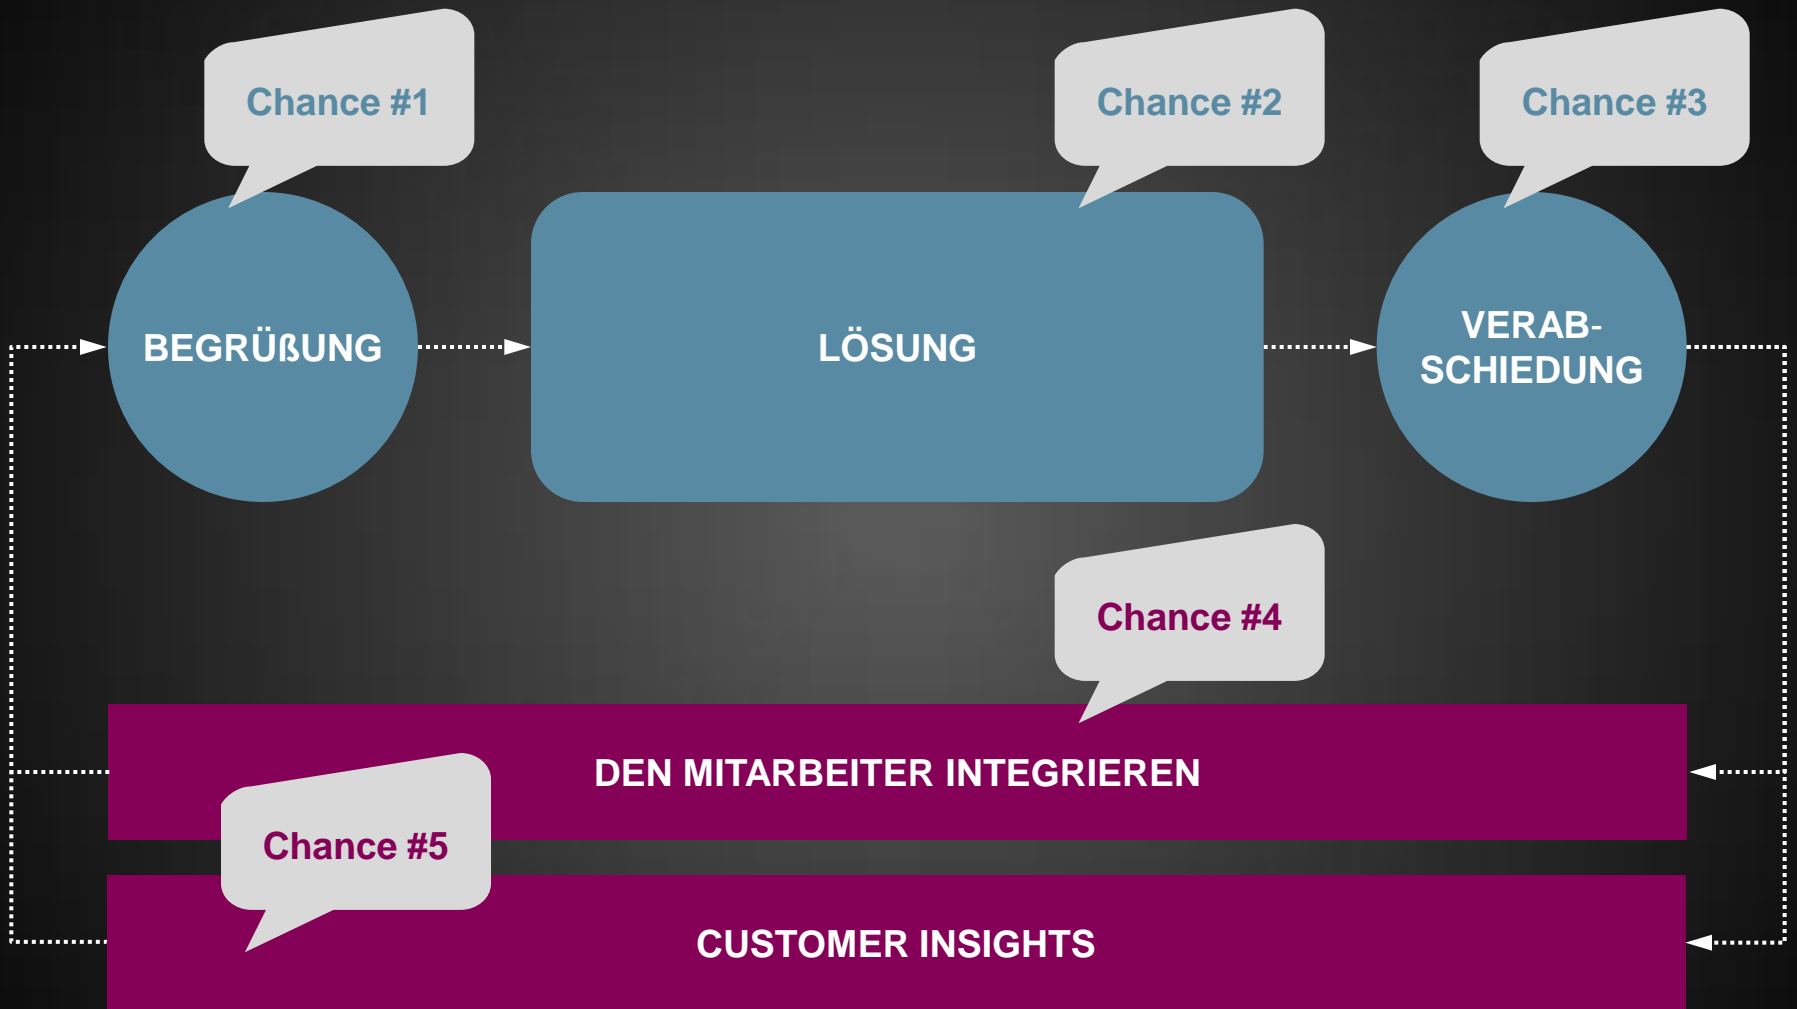 Chance #1
Chance #2
Chance #3
BEGRÜßUNG
LÖSUNG
VERAB-
SCHIEDUNG
Chance #4
DEN MITARBEITER INTEGRIEREN
Chance #5
CUSTOMER INSIGHTS